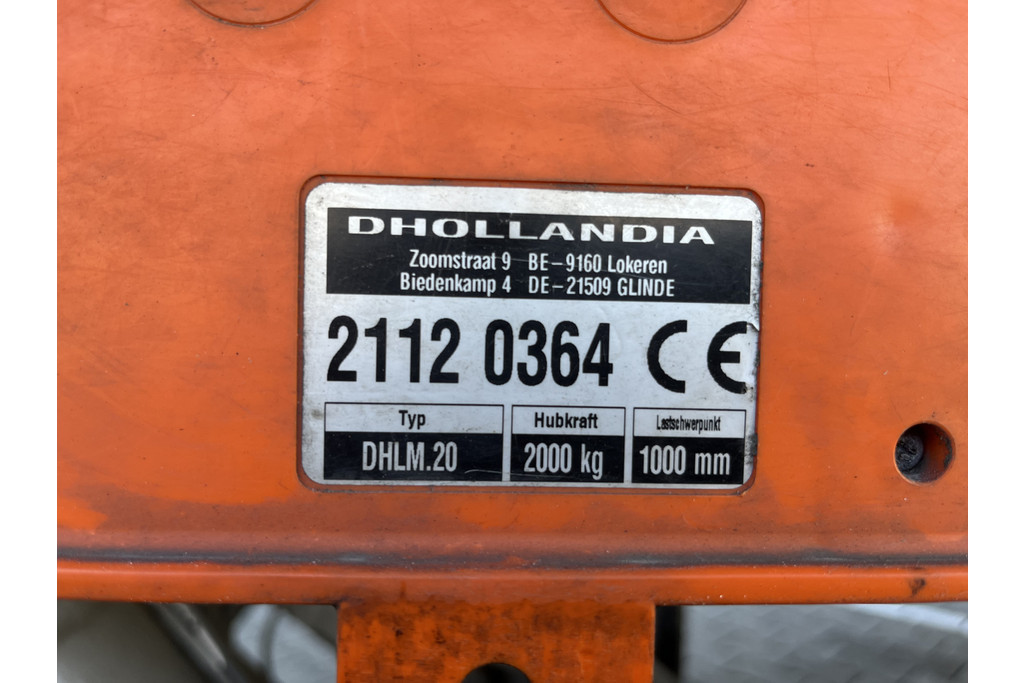 DHOLLANDIA
Zoomstraat 9 BE-9160 Lokeren
Biedenkamp 4 DE-21509 GLINDE
2112 0364 CE
Typ Hubkraft Lastschwerpunkt
DHLM.20 2000 kg 1000 mm